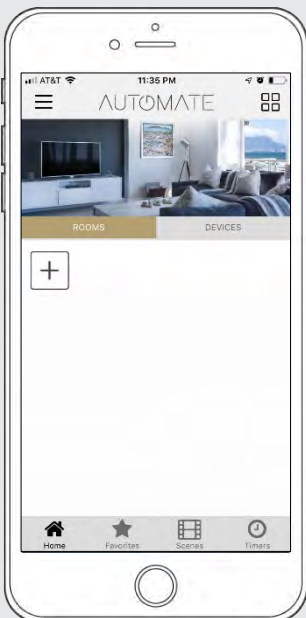 AT&T 11:35 PM
AUTOMATE
ROOMS DEVICES
Home Favorites Scenes Timers